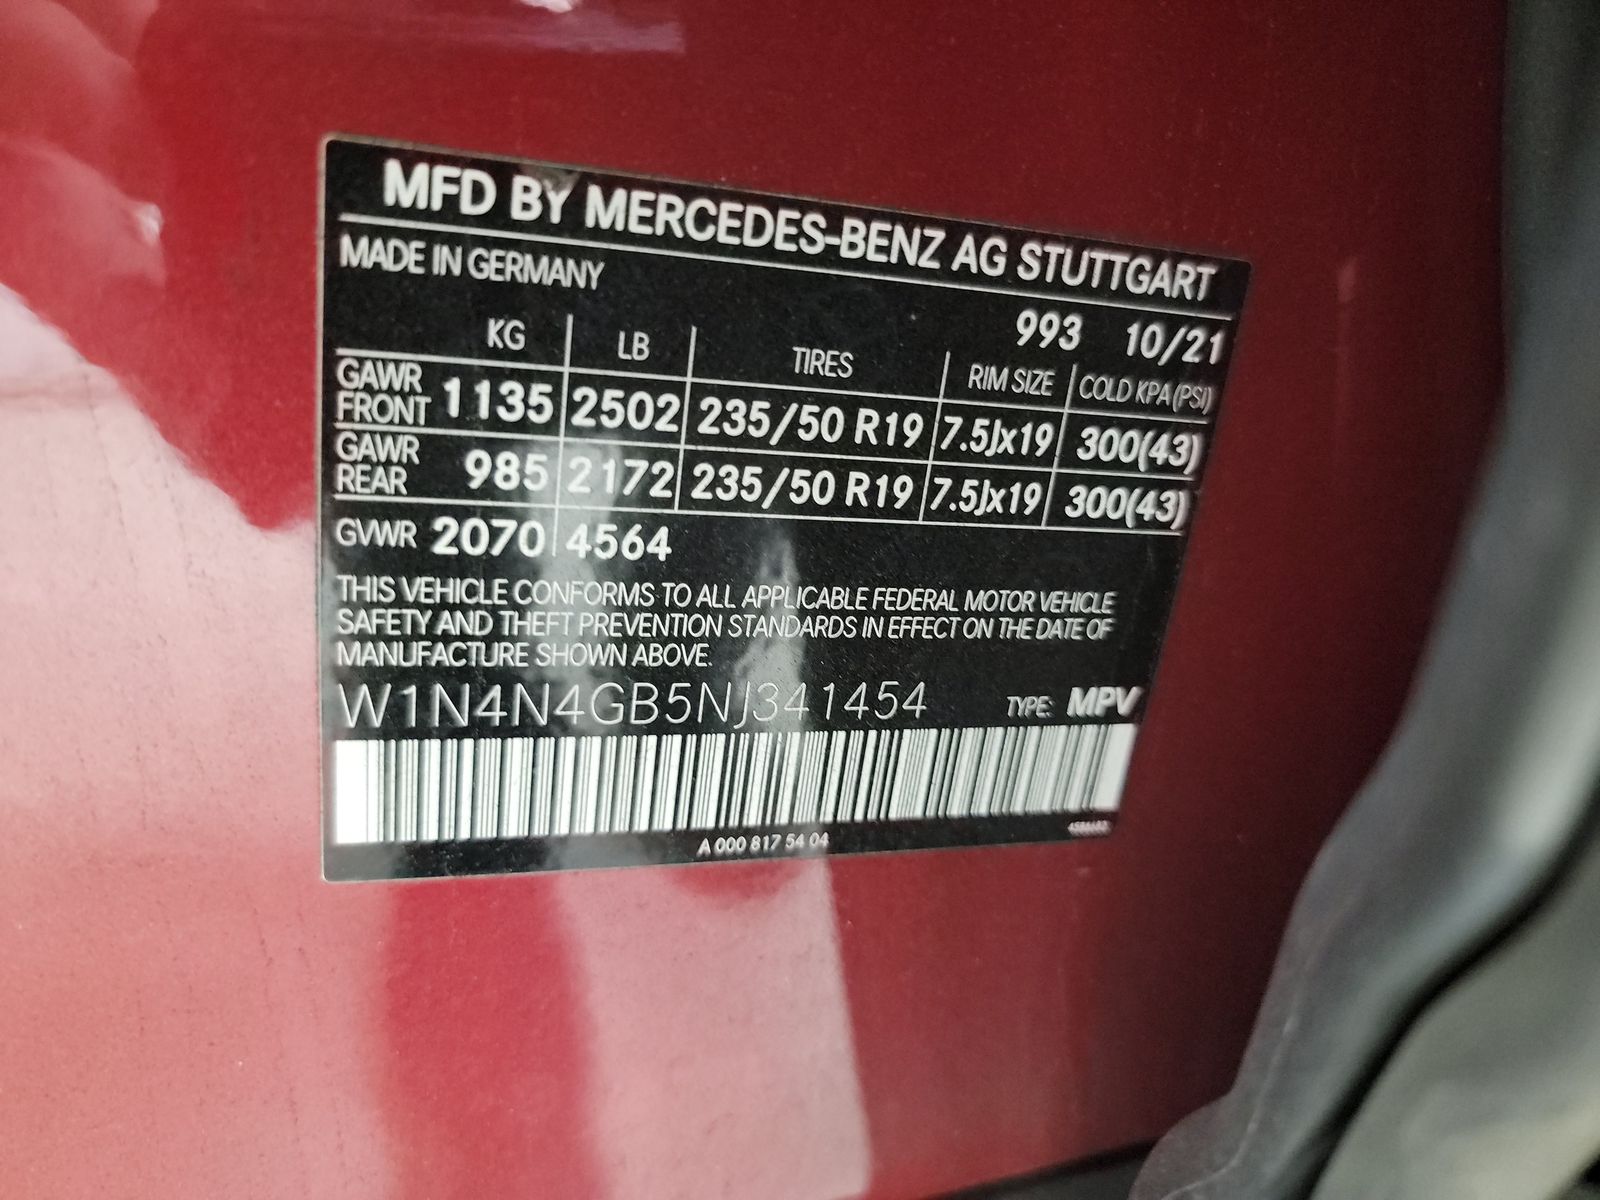 MFD BY MERCEDES-BENZ AG STUTTGART
MADE IN GERMANY
993 10/21
KG LB TIRES RIM SIZE COLD KPA (PSI)
GAWR FRONT 1135 2502 235/50 R19 7.5Jx19 300(43)
GAWR REAR 985 2172 235/50 R19 7.5Jx19 300(43)
GVWR 2070 4564
THIS VEHICLE CONFORMS TO ALL APPLICABLE FEDERAL MOTOR VEHICLE
SAFETY AND THEFT PREVENTION STANDARDS IN EFFECT ON THE DATE OF
MANUFACTURE SHOWN ABOVE.
W1N4N4GB5NJ341454 TYPE: MPV
A 000 817 54 04